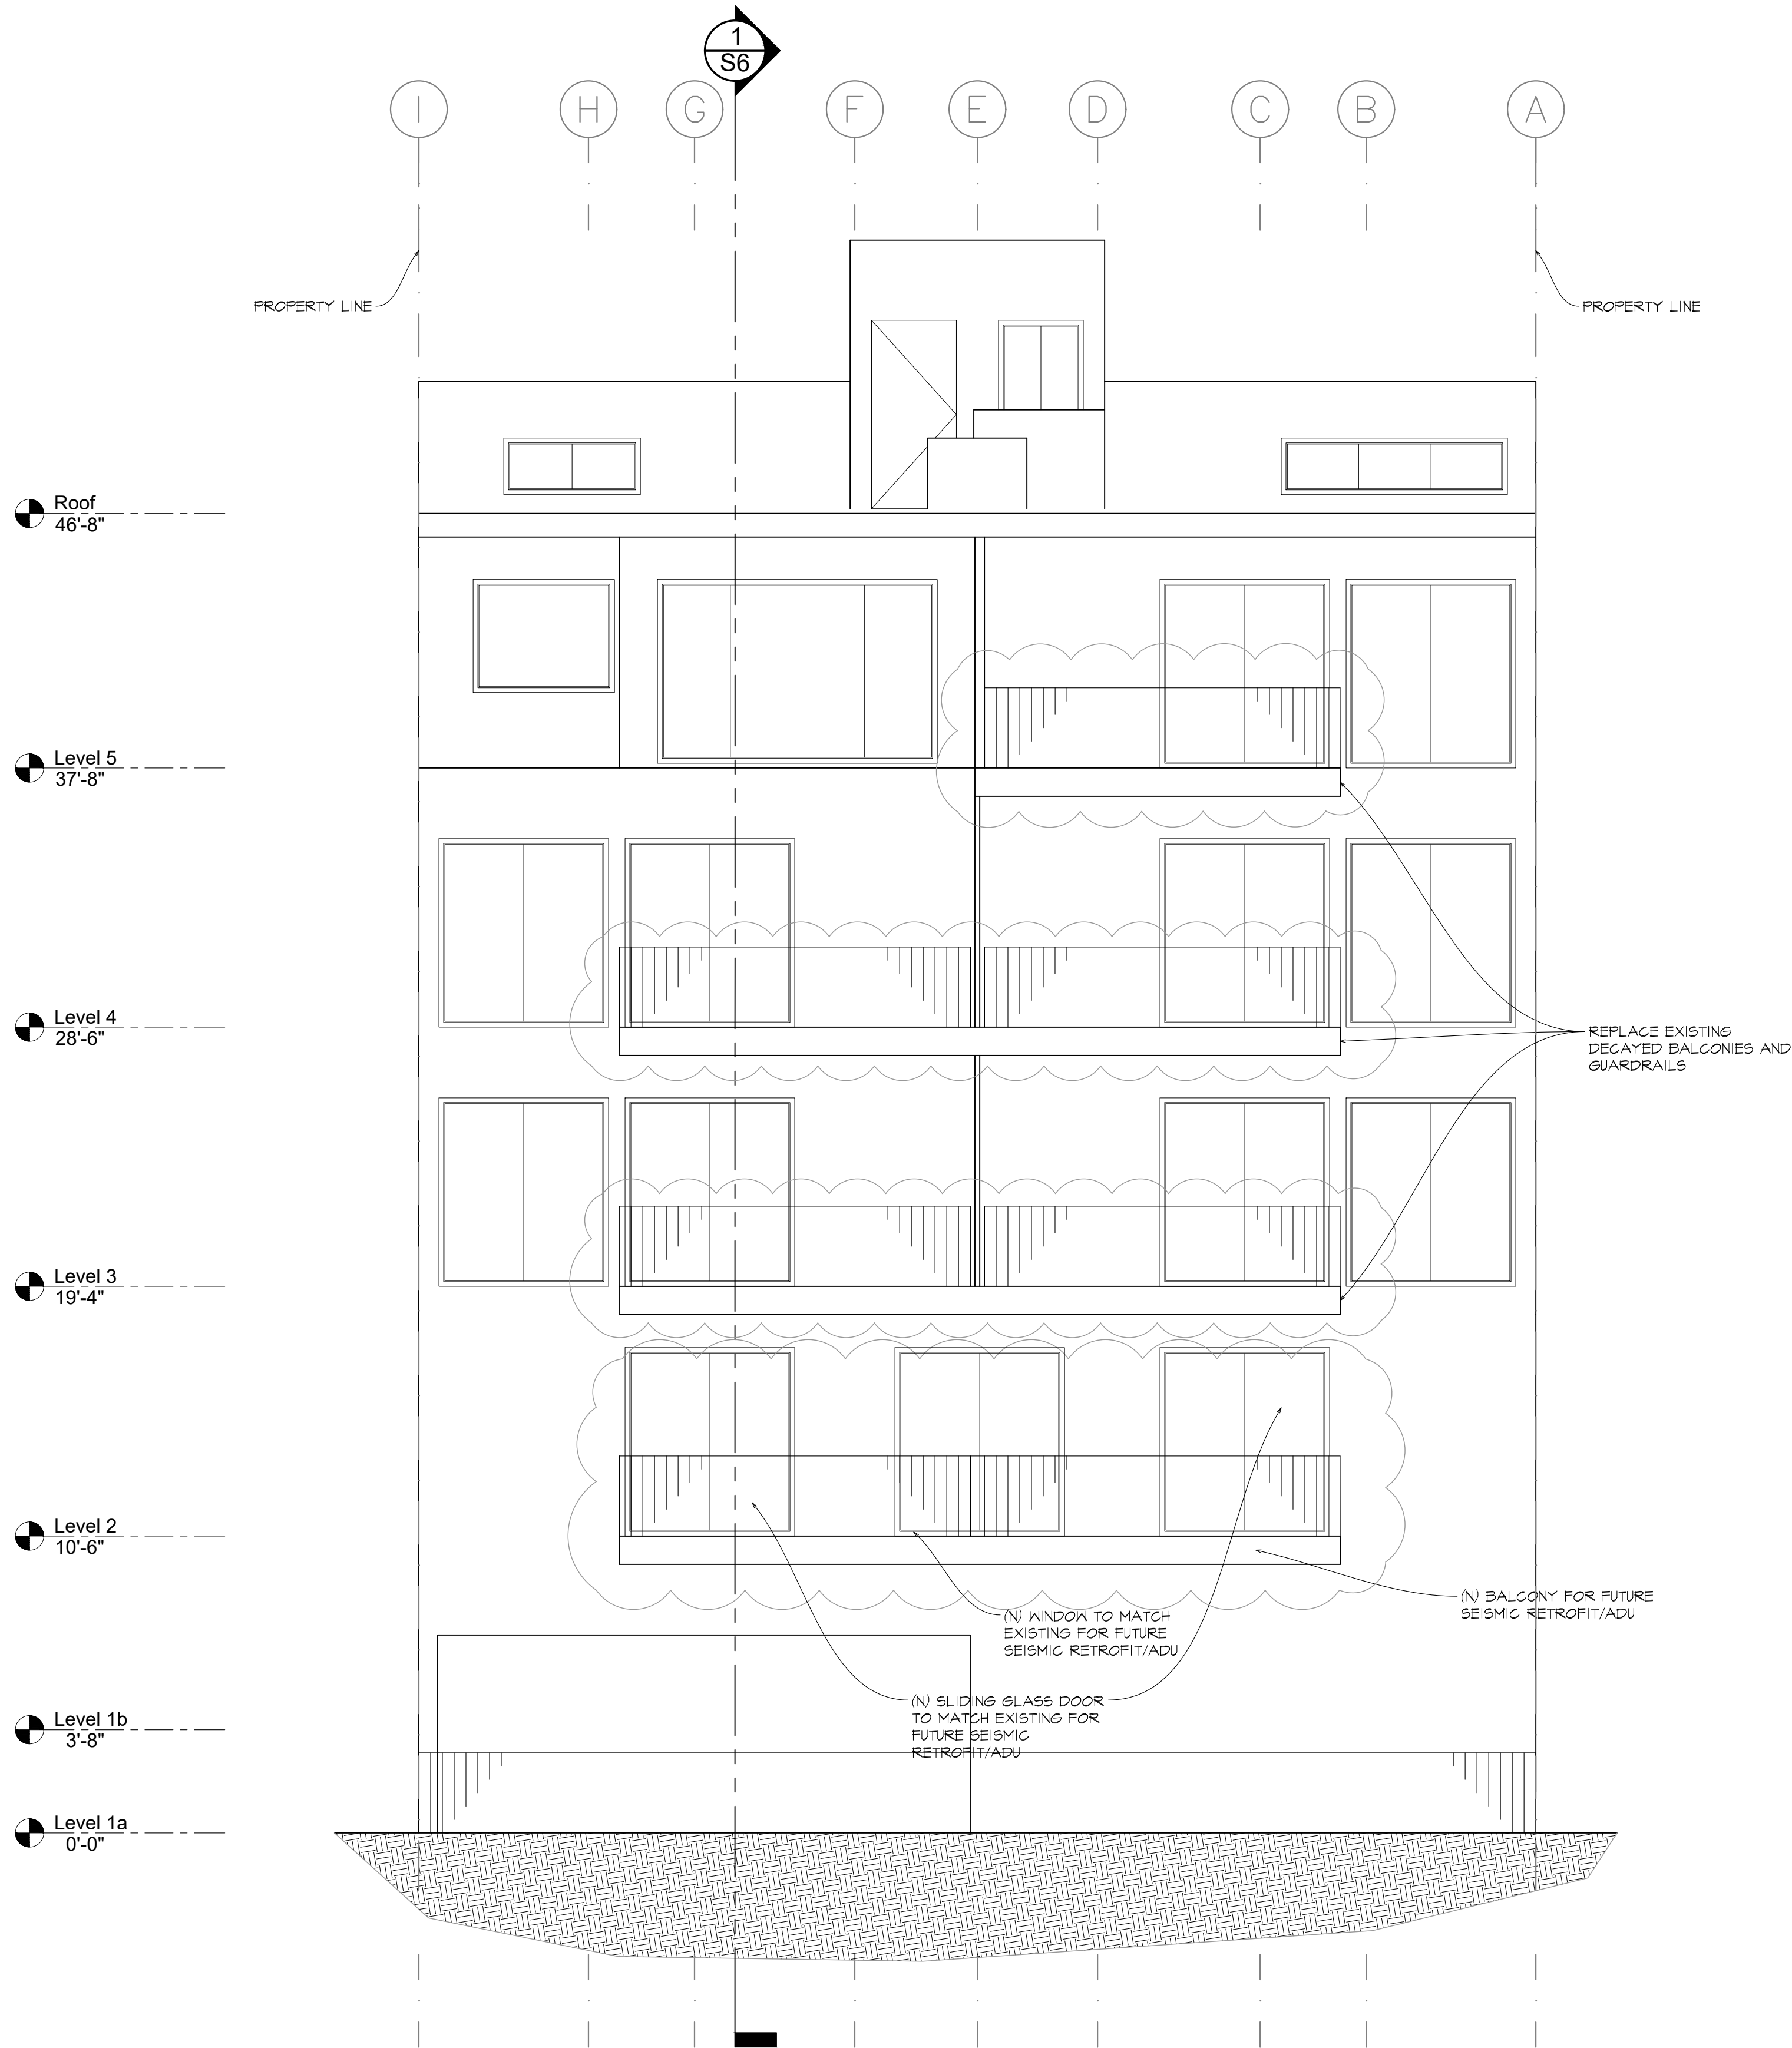 1
S6
I
H
G
F
E
D
C
B
A
PROPERTY LINE
PROPERTY LINE
Roof
46'-8"
Level 5
37'-8"
Level 4
28'-6"
REPLACE EXISTING
DECAYED BALCONIES AND
GUARDRAILS
Level 3
19'-4"
Level 2
10'-6"
(N) BALCONY FOR FUTURE
SEISMIC RETROFIT/ADU
(N) WINDOW TO MATCH
EXISTING FOR FUTURE
SEISMIC RETROFIT/ADU
(N) SLIDING GLASS DOOR
TO MATCH EXISTING FOR
FUTURE SEISMIC
RETROFIT/ADU
Level 1b
3'-8"
Level 1a
0'-0"